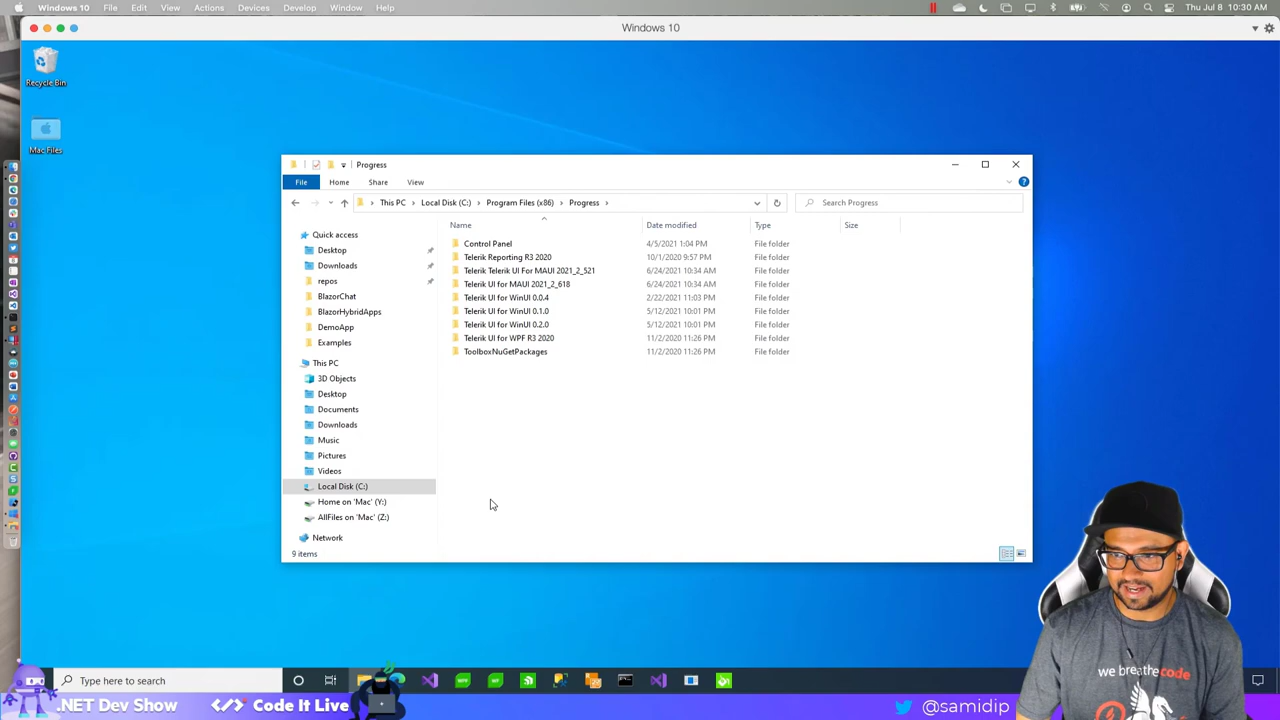 Windows 10 File Edit View Actions Devices Develop Window Help Thu Jul 8 10:30 AM
Windows 10
Recycle Bin
Mac Files
Progress
File Home Share View
This PC Local Disk (C:) Program Files (x86) Progress Search Progress
Name Date modified Type Size
Quick access
Desktop
Downloads
repos
BlazorChat
BlazorHybridApps
DemoApp
Examples
This PC
3D Objects
Desktop
Documents
Downloads
Music
Pictures
Videos
Local Disk (C:)
Home on 'Mac' (Y:)
AllFiles on 'Mac' (Z:)
Network
Control Panel 4/5/2021 1:04 PM File folder
Telerik Reporting R3 2020 10/1/2020 9:57 PM File folder
Telerik Telerik UI For MAUI 2021_2_521 6/24/2021 10:34 AM File folder
Telerik UI for MAUI 2021_2_618 6/24/2021 10:34 AM File folder
Telerik UI for WinUI 0.0.4 2/22/2021 11:03 PM File folder
Telerik UI for WinUI 0.1.0 5/12/2021 10:01 PM File folder
Telerik UI for WinUI 0.2.0 5/12/2021 10:01 PM File folder
Telerik UI for WPF R3 2020 11/2/2020 11:26 PM File folder
ToolboxNuGetPackages 11/2/2020 11:26 PM File folder
9 items
we breathe code
Type here to search
.NET Dev Show Code It Live @samidip